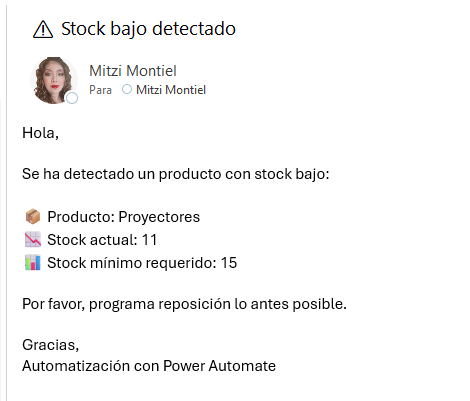 ⚠ Stock bajo detectado
Mitzi Montiel
Para Mitzi Montiel
Hola,
Se ha detectado un producto con stock bajo:
📦 Producto: Proyectores
📉 Stock actual: 11
📊 Stock mínimo requerido: 15
Por favor, programa reposición lo antes posible.
Gracias,
Automatización con Power Automate